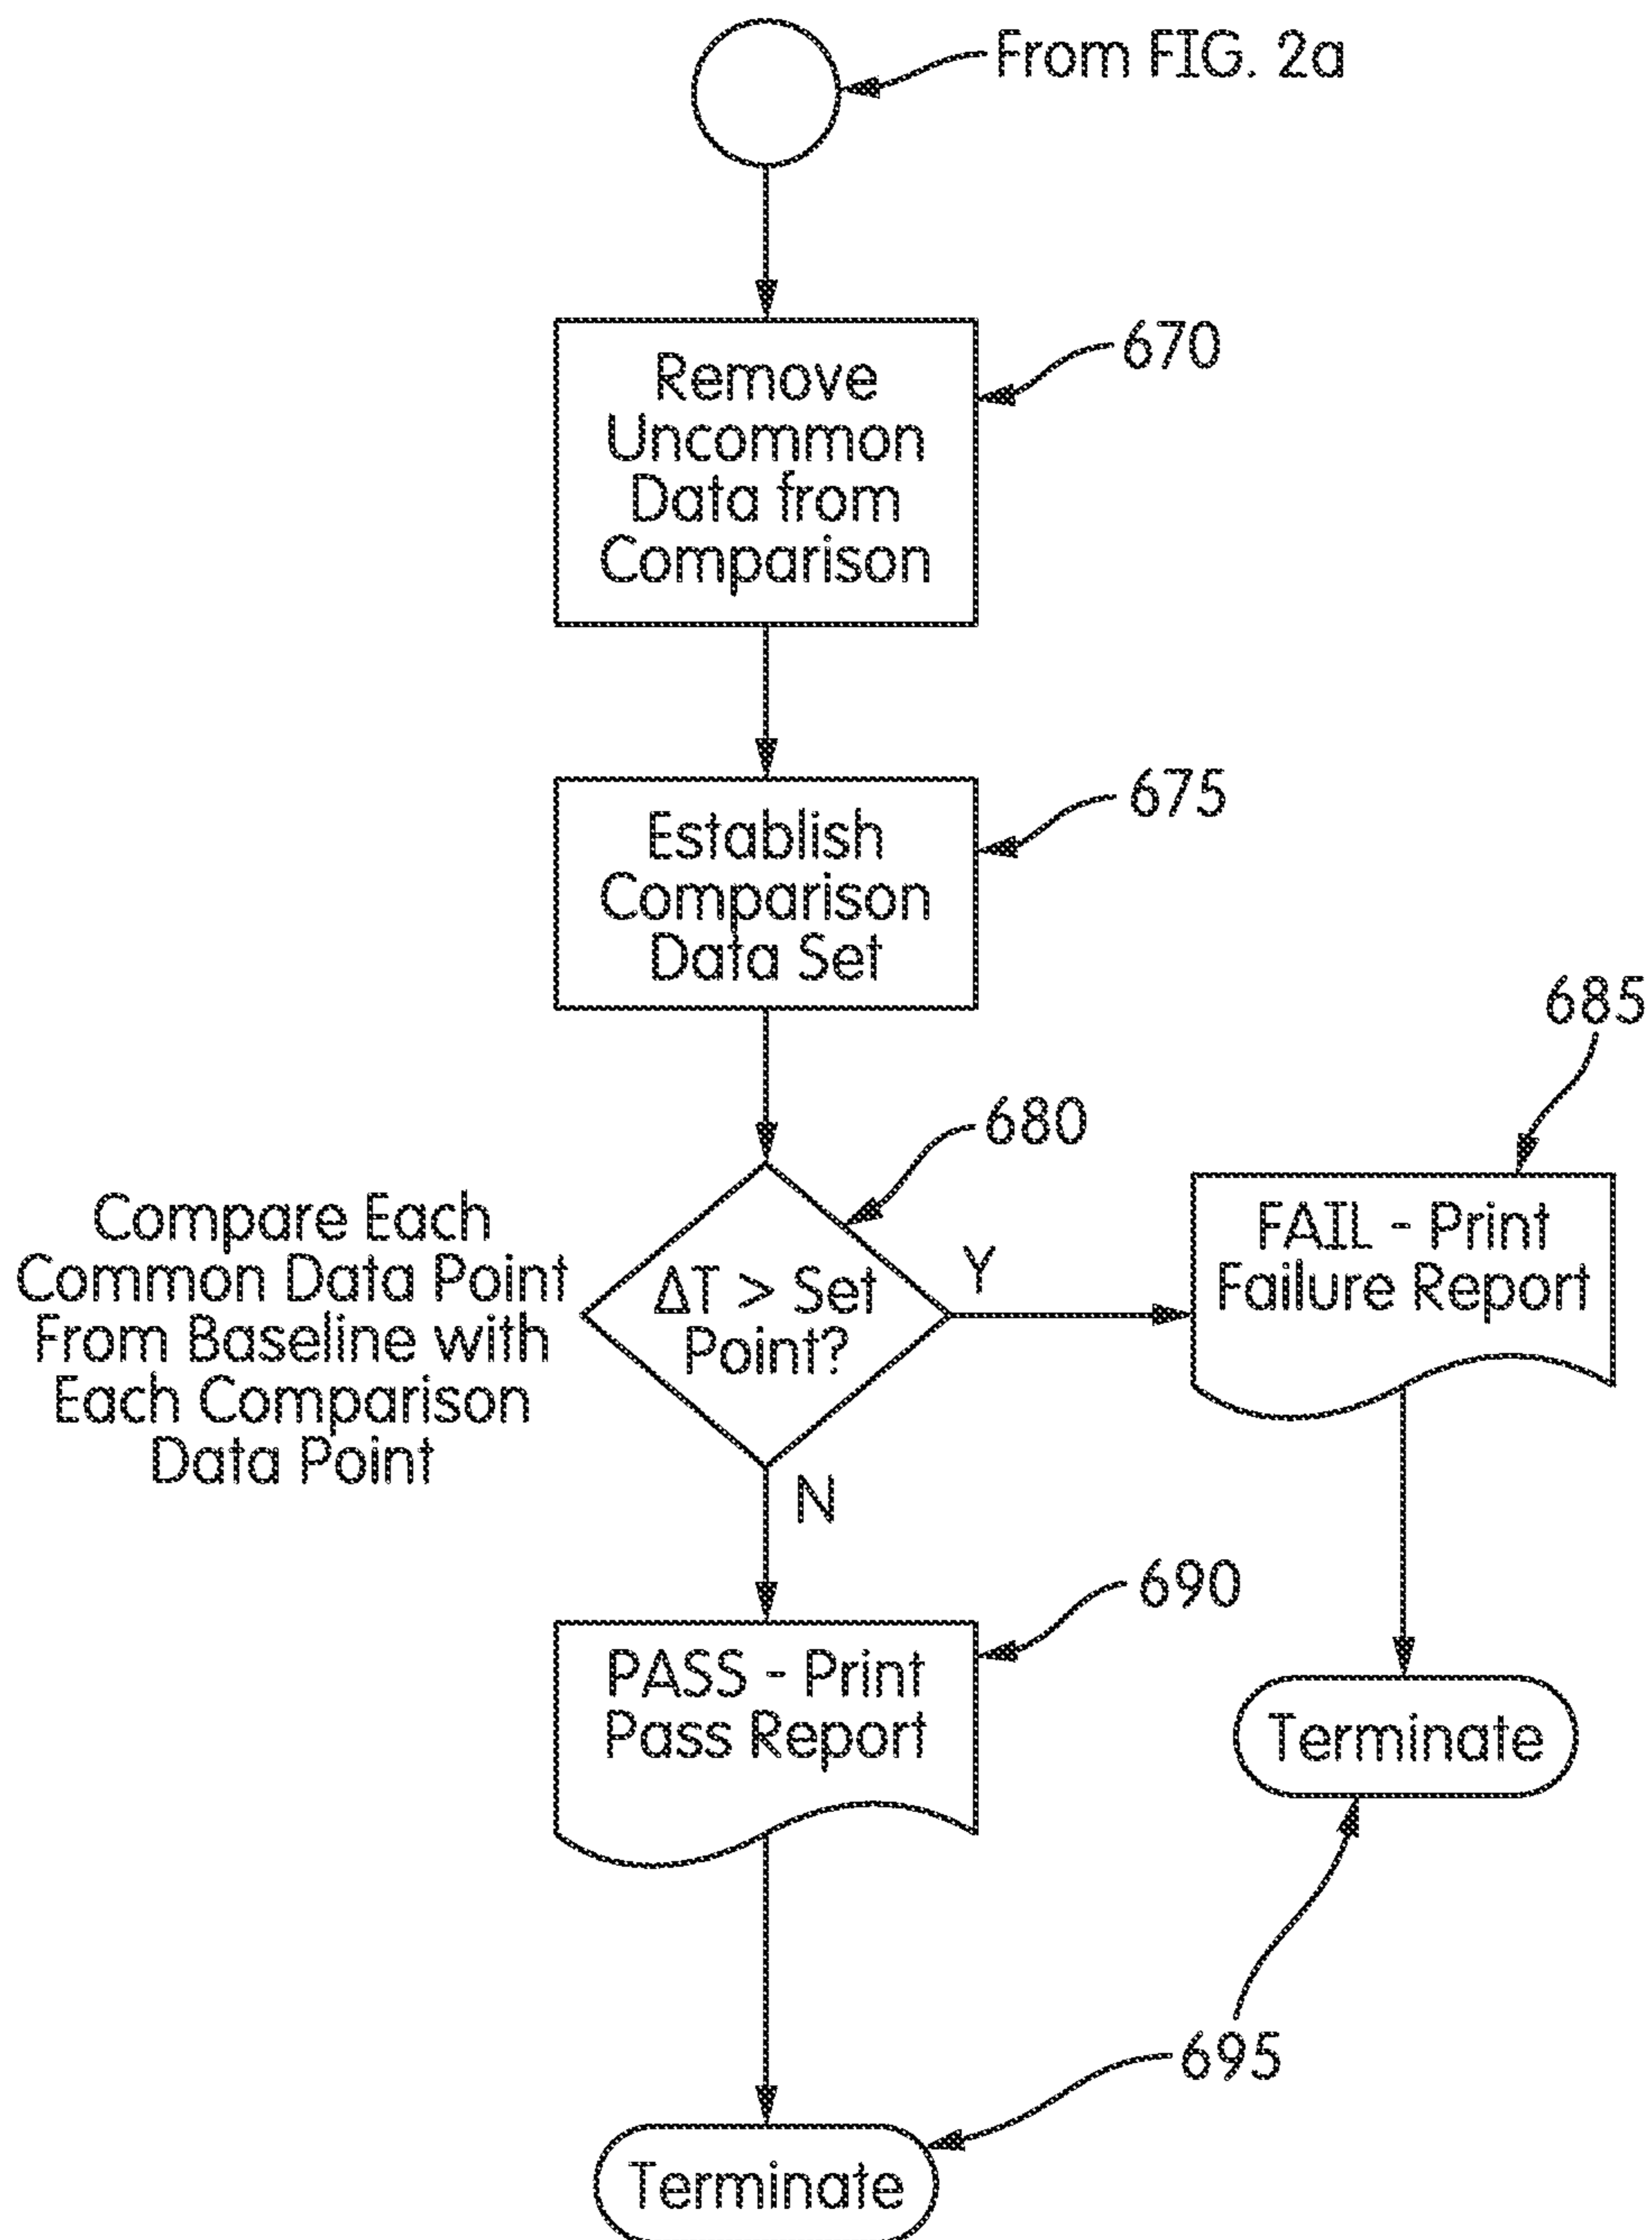 From FIG. 2a
Remove
Uncommon
Data from
Comparison
670
Establish
Comparison
Data Set
675
685
680
Compare Each
Common Data Point
From Baseline with
Each Comparison
Data Point
ΔT > Set
Point?
Y
FAIL - Print
Failure Report
N
690
PASS - Print
Pass Report
Terminate
695
Terminate